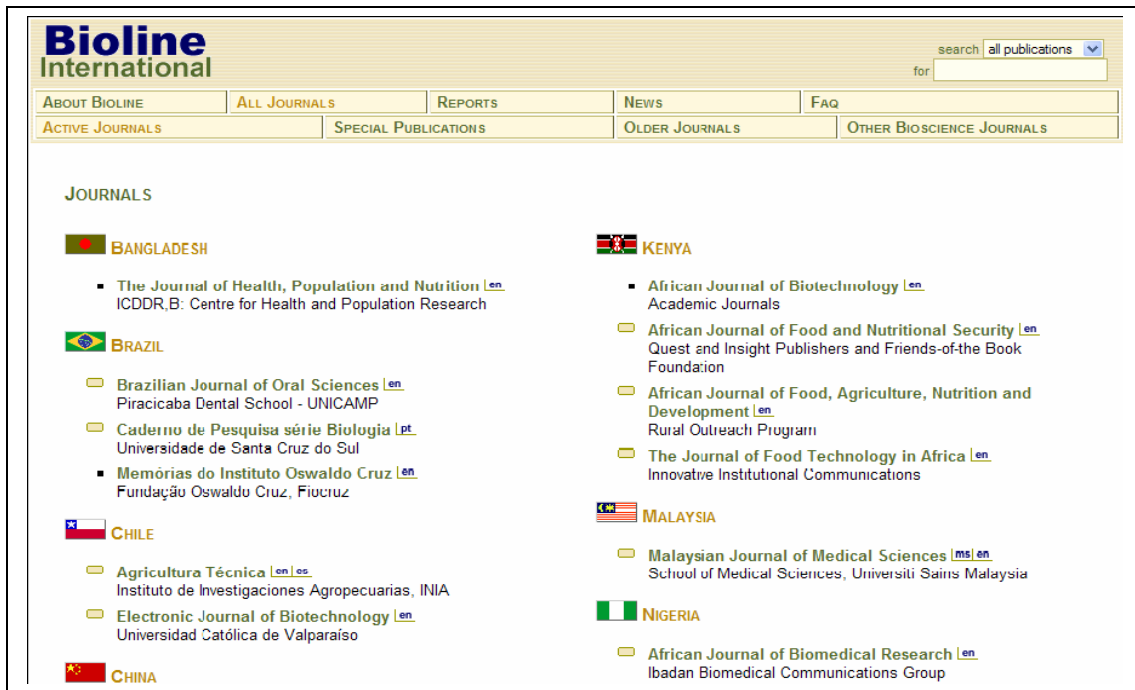 Bioline
International
search all publications
for
ABOUT BIOLINE ALL JOURNALS REPORTS NEWS FAQ
ACTIVE JOURNALS SPECIAL PUBLICATIONS OLDER JOURNALS OTHER BIOSCIENCE JOURNALS
JOURNALS
BANGLADESH
The Journal of Health, Population and Nutrition en
ICDDR,B: Centre for Health and Population Research
BRAZIL
Brazilian Journal of Oral Sciences en
Piracicaba Dental School - UNICAMP
Caderno de Pesquisa série Biologia pt
Universidade de Santa Cruz do Sul
Memórias do Instituto Oswaldo Cruz en
Fundação Oswaldo Cruz, Fiocruz
CHILE
Agricultura Técnica en es
Instituto de Investigaciones Agropecuarias, INIA
Electronic Journal of Biotechnology en
Universidad Católica de Valparaíso
CHINA
KENYA
African Journal of Biotechnology en
Academic Journals
African Journal of Food and Nutritional Security en
Quest and Insight Publishers and Friends-of-the Book
Foundation
African Journal of Food, Agriculture, Nutrition and
Development en
Rural Outreach Program
The Journal of Food Technology in Africa en
Innovative Institutional Communications
MALAYSIA
Malaysian Journal of Medical Sciences ms en
School of Medical Sciences, Universiti Sains Malaysia
NIGERIA
African Journal of Biomedical Research en
Ibadan Biomedical Communications Group